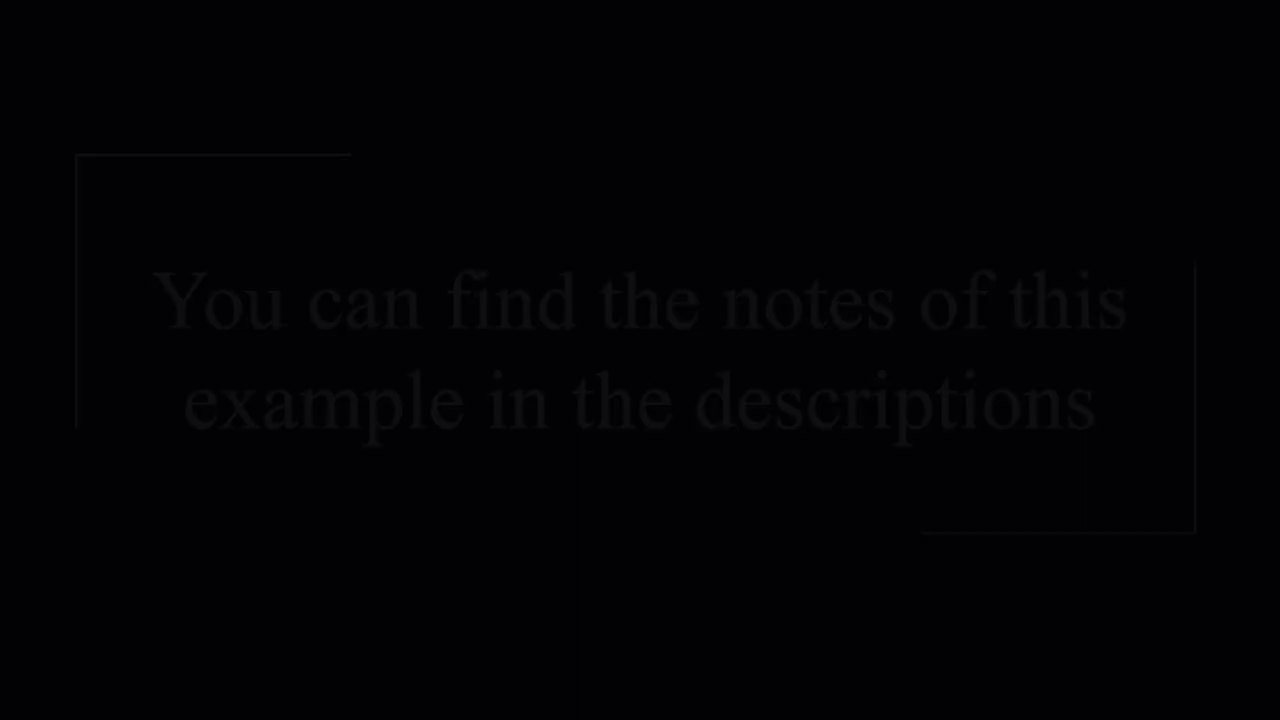 You can find the notes of this
example in the descriptions